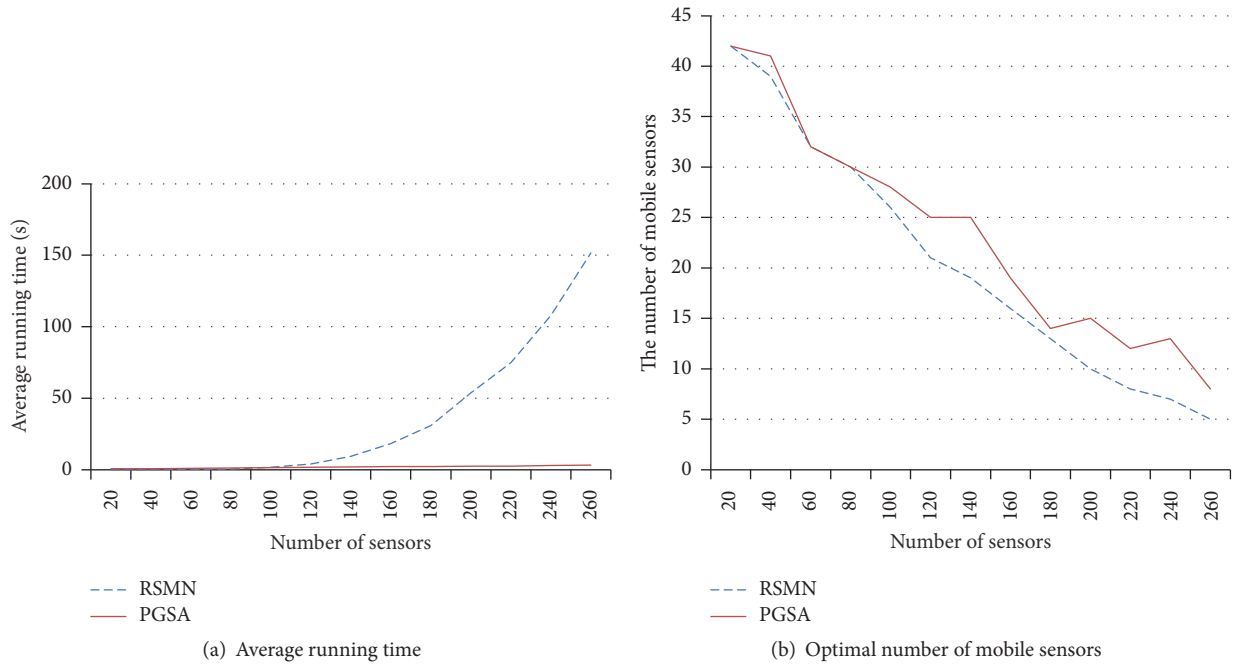 200
150
100
50
0
Average running time (s)
20 40 60 80 100 120 140 160 180 200 220 240 260
Number of sensors
RSMN
PGSA
(a) Average running time
45
40
35
30
25
20
15
10
5
0
The number of mobile sensors
20 40 60 80 100 120 140 160 180 200 220 240 260
Number of sensors
RSMN
PGSA
(b) Optimal number of mobile sensors